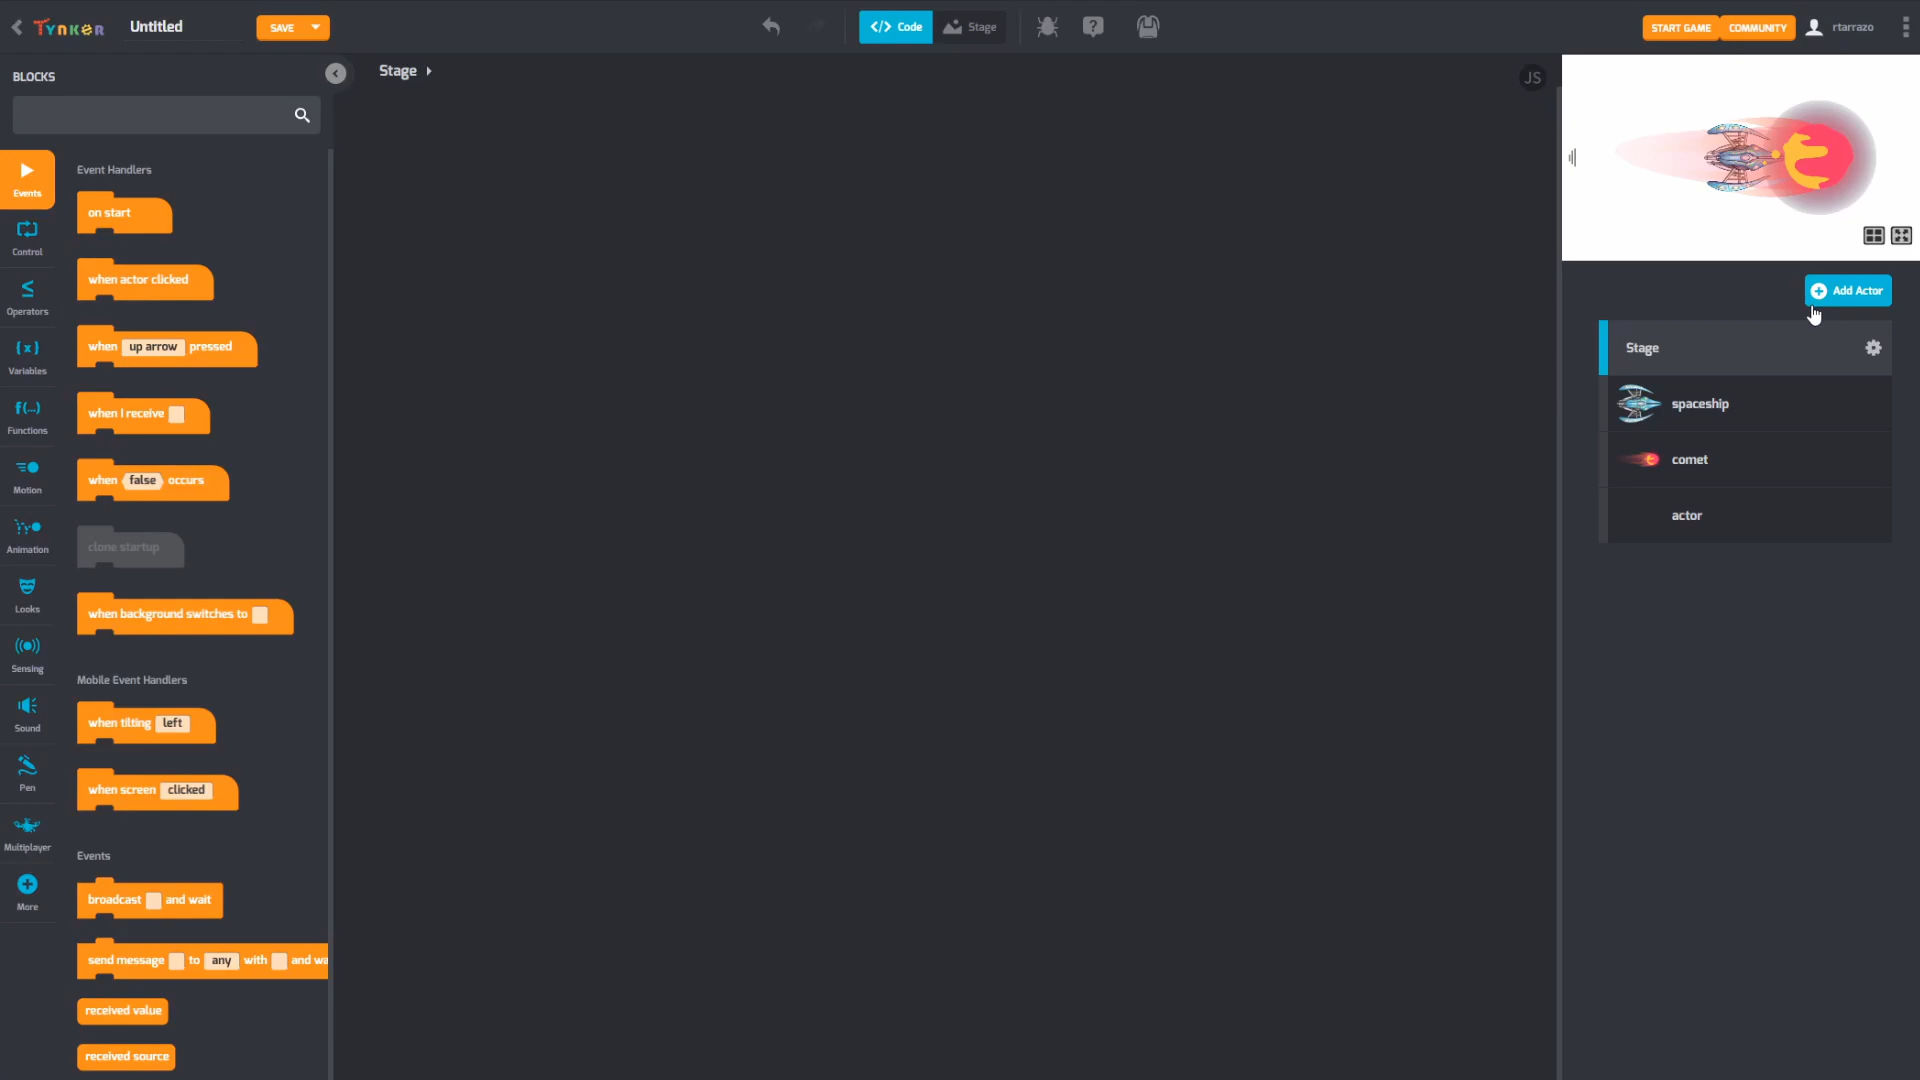 TYNKER
Untitled
SAVE
</> Code
Stage
START GAME
COMMUNITY
rtarrazo
BLOCKS
Stage
JS
Events
Control
Operators
Variables
Functions
Motion
Animation
Looks
Sensing
Sound
Pen
Multiplayer
More
Event Handlers
on start
when actor clicked
when up arrow pressed
when I receive
when false occurs
clone startup
when background switches to
Mobile Event Handlers
when tilting left
when screen clicked
Events
broadcast and wait
send message to any with and wa
received value
received source
Add Actor
Stage
spaceship
comet
actor